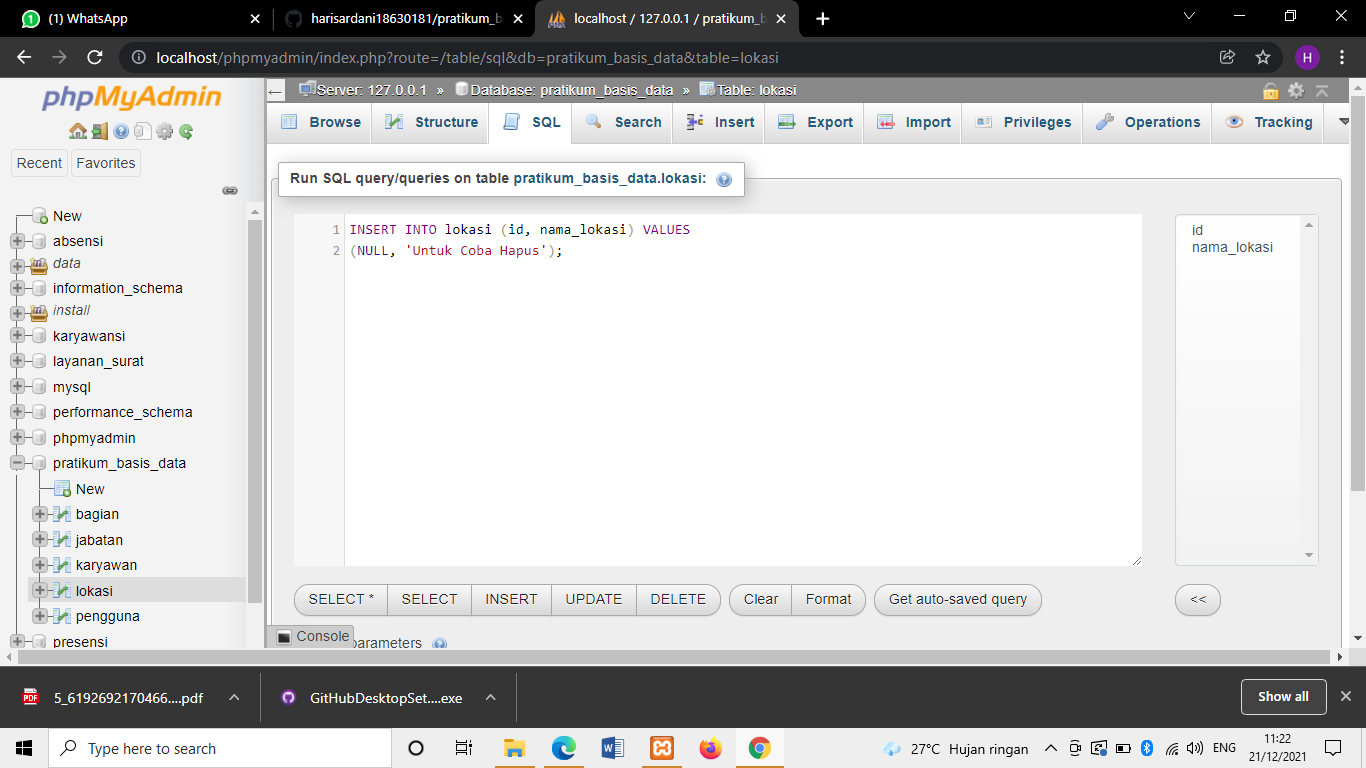 (1) WhatsApp
harisardani18630181/pratikum_b
localhost / 127.0.0.1 / pratikum_b
localhost/phpmyadmin/index.php?route=/table/sql&db=pratikum_basis_data&table=lokasi
H
phpMyAdmin
Recent Favorites
New
absensi
data
information_schema
install
karyawansi
layanan_surat
mysql
performance_schema
phpmyadmin
pratikum_basis_data
New
bagian
jabatan
karyawan
lokasi
pengguna
presensi
Server: 127.0.0.1 » Database: pratikum_basis_data » Table: lokasi
Browse Structure SQL Search Insert Export Import Privileges Operations Tracking
Run SQL query/queries on table pratikum_basis_data.lokasi:
1 INSERT INTO lokasi (id, nama_lokasi) VALUES
2 (NULL, 'Untuk Coba Hapus');
id
nama_lokasi
SELECT * SELECT INSERT UPDATE DELETE Clear Format Get auto-saved query <<
Console parameters
PDF 5_6192692170466....pdf GitHubDesktopSet....exe Show all
Type here to search
27°C Hujan ringan ENG 11:22
21/12/2021